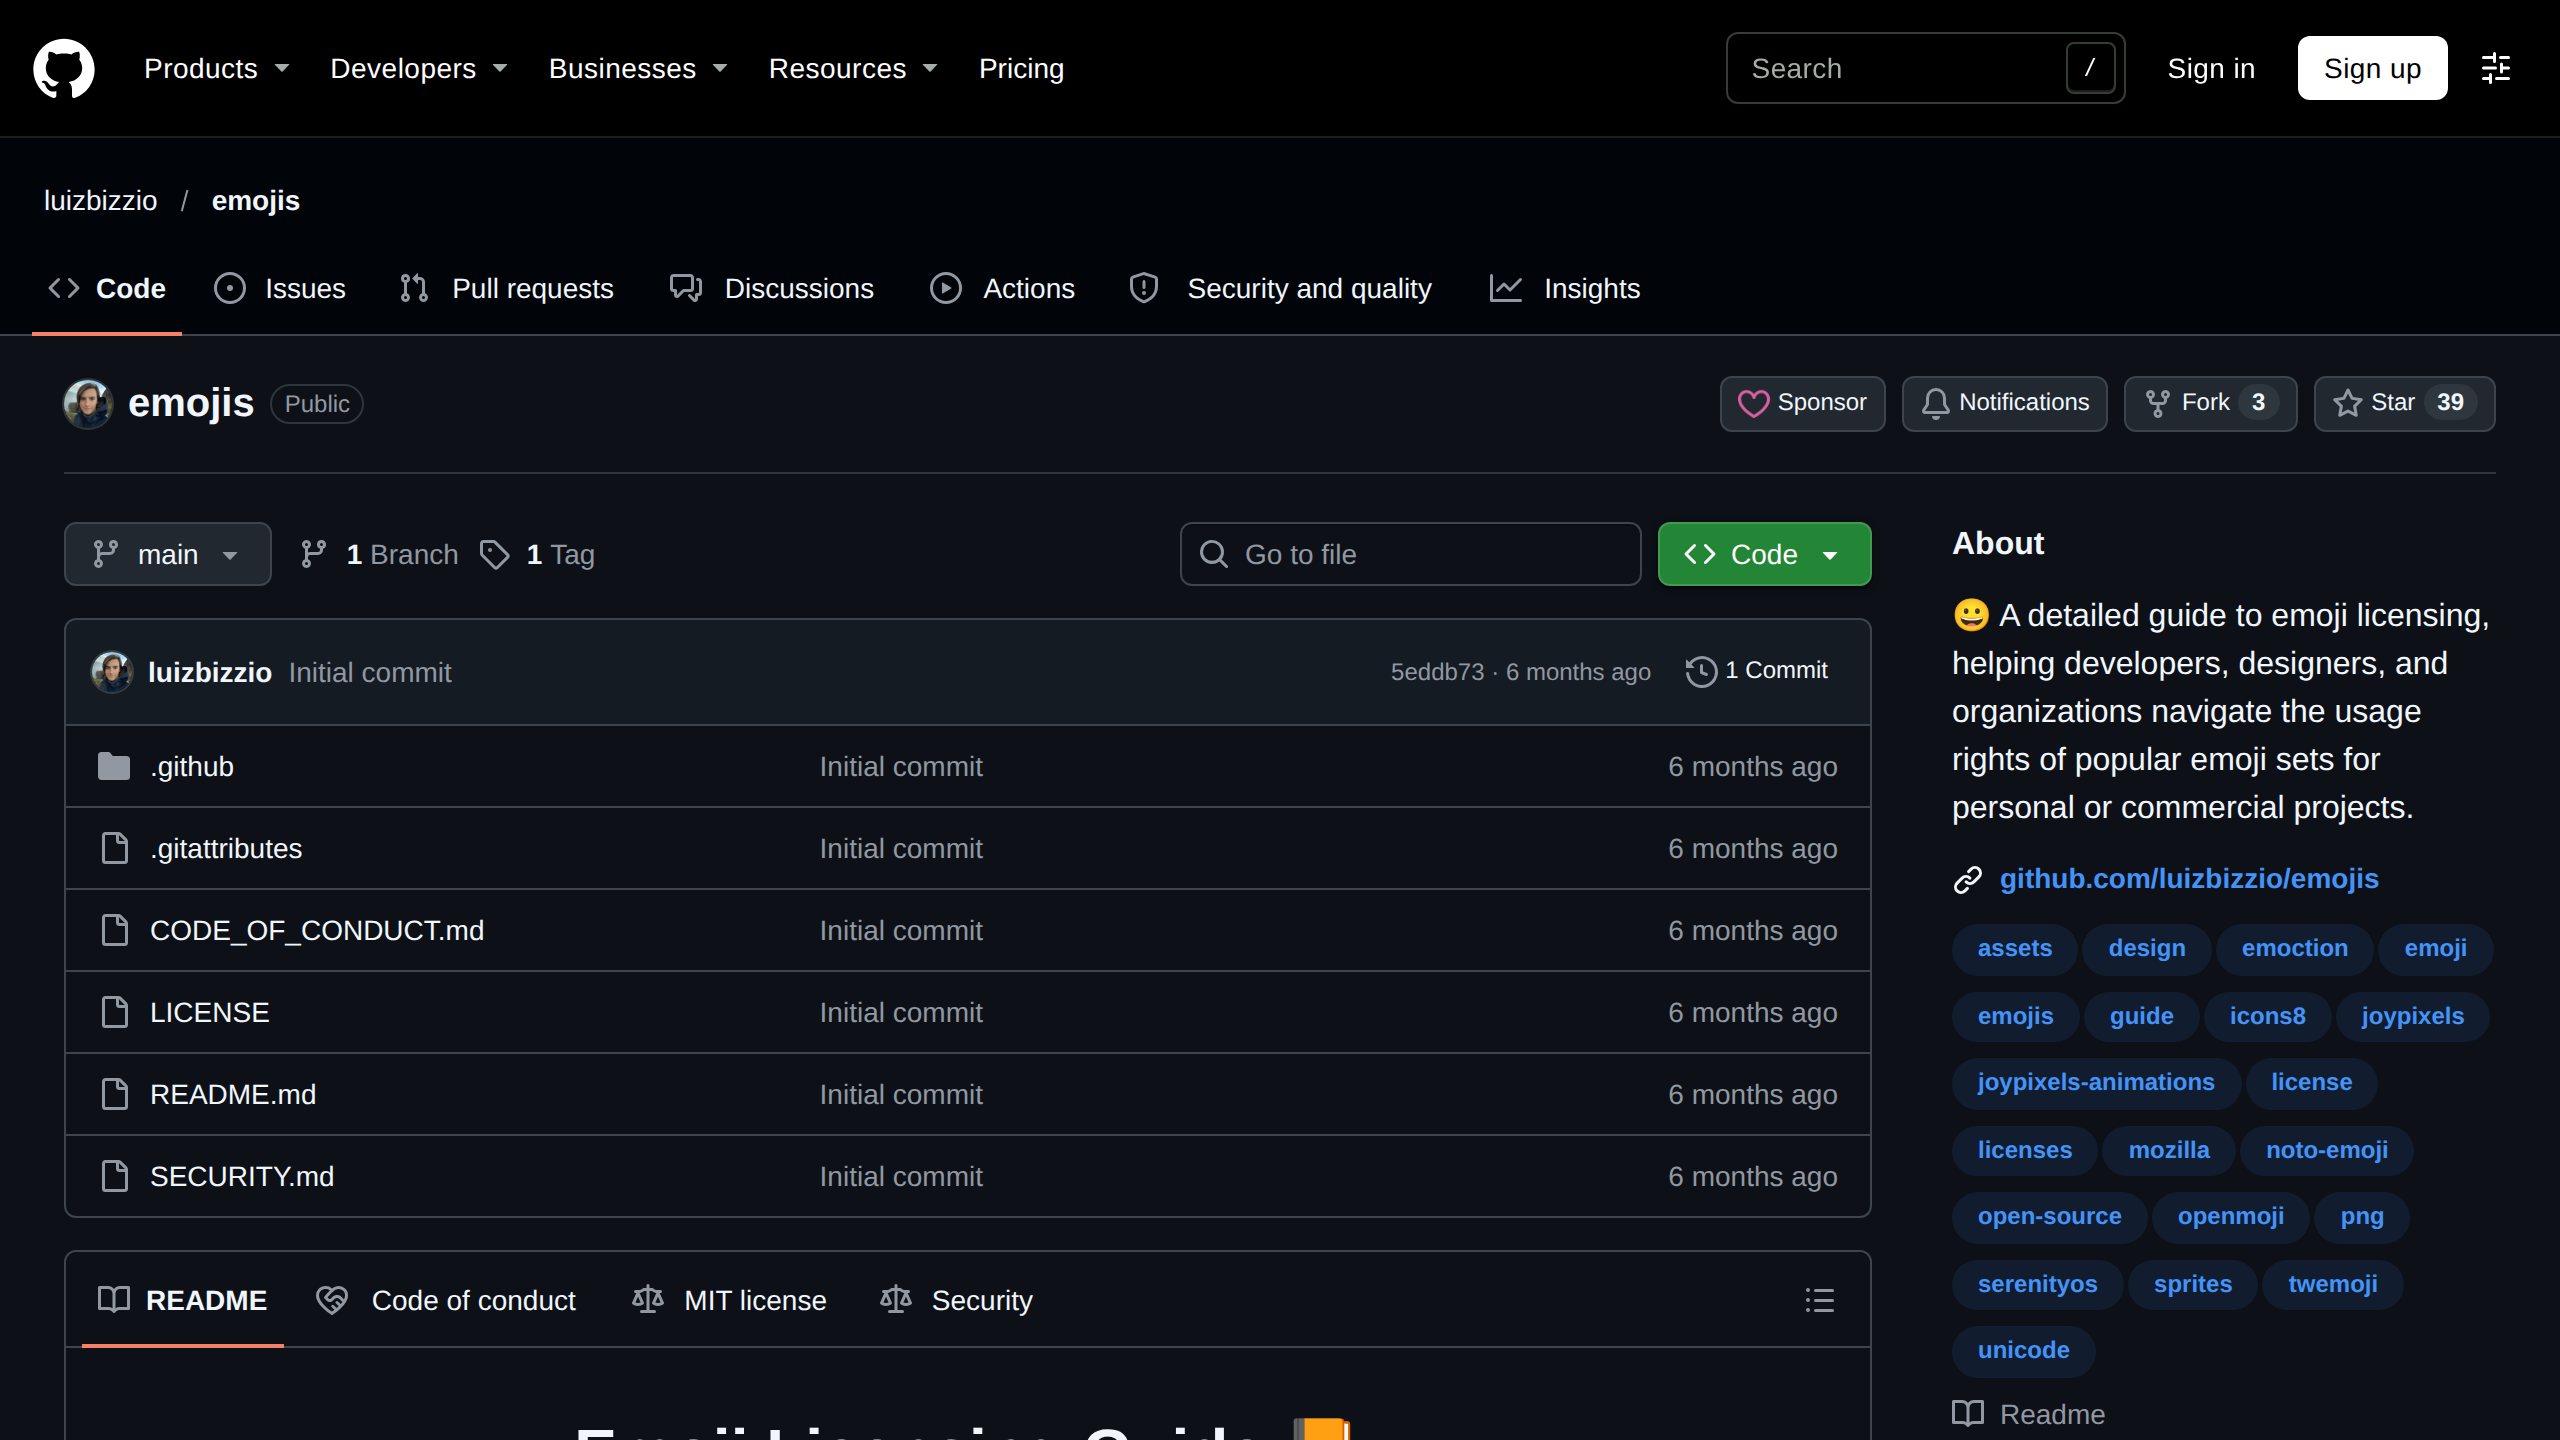 Products Developers Businesses Resources Pricing Search / Sign in Sign up
luizbizzio / emojis
Code Issues Pull requests Discussions Actions Security and quality Insights
emojis Public Sponsor Notifications Fork 3 Star 39
main 1 Branch 1 Tag Go to file Code
luizbizzio Initial commit 5eddb73 · 6 months ago 1 Commit
.github Initial commit 6 months ago
.gitattributes Initial commit 6 months ago
CODE_OF_CONDUCT.md Initial commit 6 months ago
LICENSE Initial commit 6 months ago
README.md Initial commit 6 months ago
SECURITY.md Initial commit 6 months ago
README Code of conduct MIT license Security
Emoji Licensing Guide 📙
About
😀 A detailed guide to emoji licensing,
helping developers, designers, and
organizations navigate the usage
rights of popular emoji sets for
personal or commercial projects.
github.com/luizbizzio/emojis
assets design emoction emoji
emojis guide icons8 joypixels
joypixels-animations license
licenses mozilla noto-emoji
open-source openmoji png
serenityos sprites twemoji
unicode
Readme